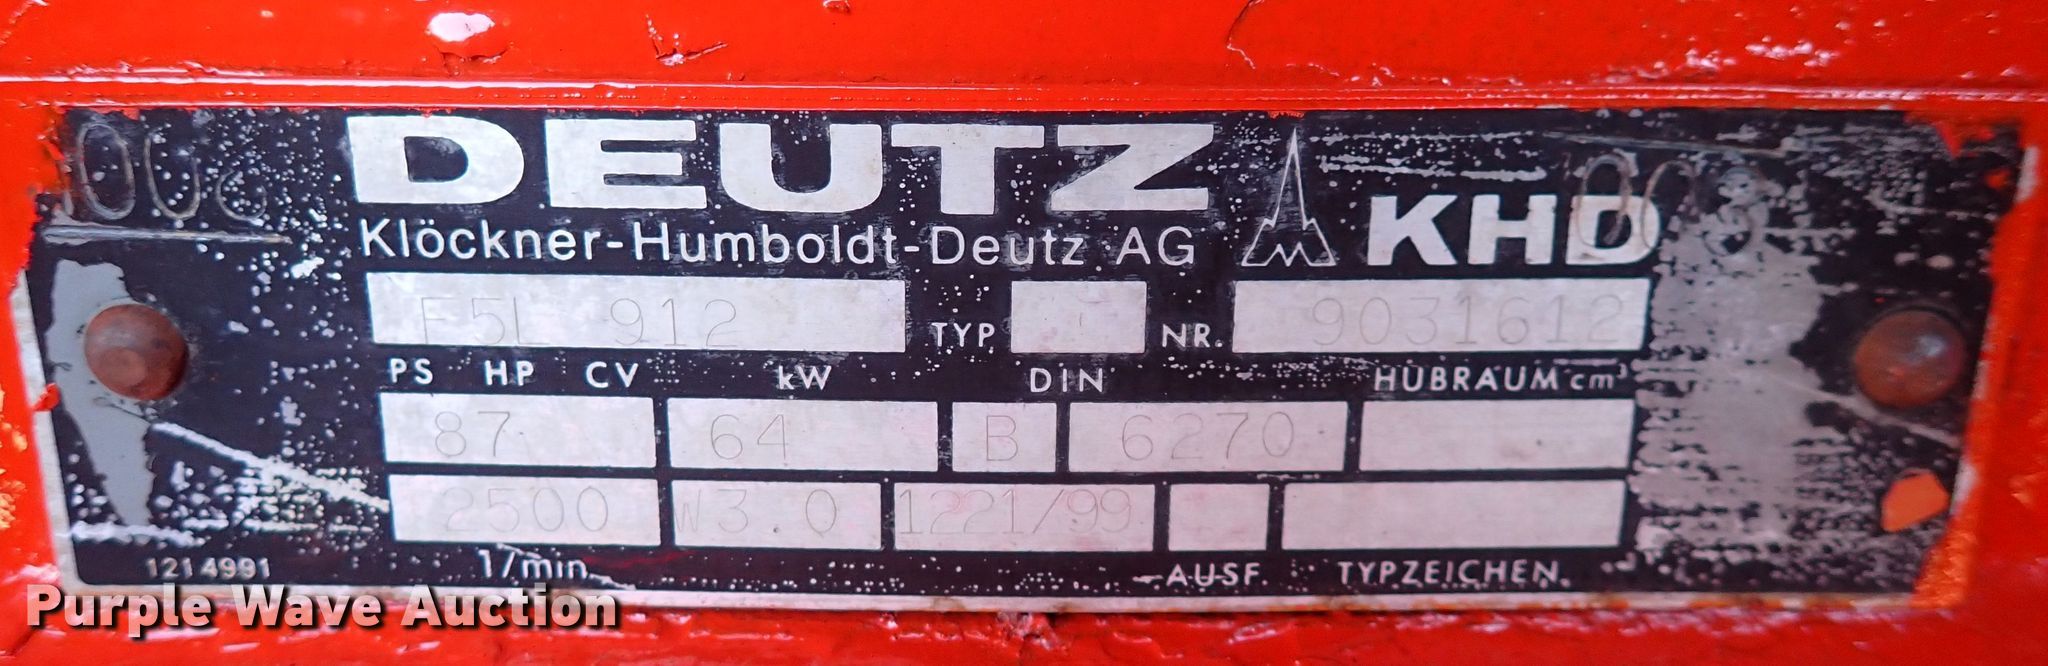 DEUTZ
Klöckner-Humboldt-Deutz AG KHD
F5L 912 TYP NR. 9031612
PS HP CV kW DIN HUBRAUM cm³
87 64 B 6270
2500 W3.0 1221/99
1/min AUSF. TYPZEICHEN
1214991
Purple Wave Auction